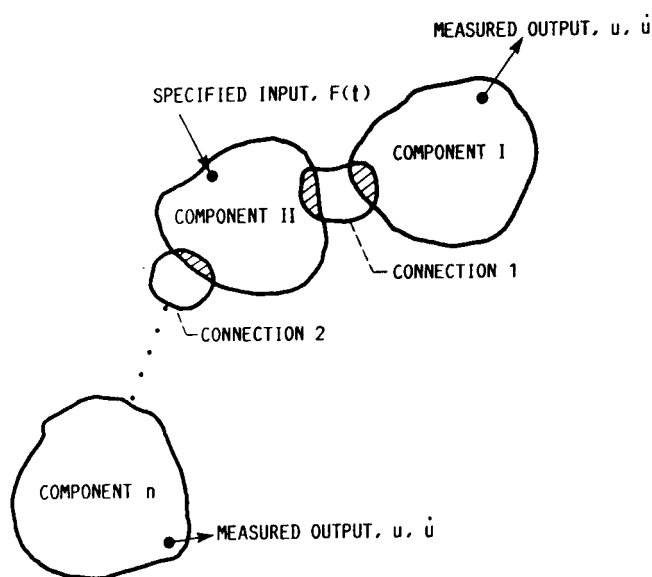 MEASURED OUTPUT, u, u̇
SPECIFIED INPUT, F(t)
COMPONENT I
COMPONENT II
CONNECTION 1
CONNECTION 2
COMPONENT n
MEASURED OUTPUT, u, u̇